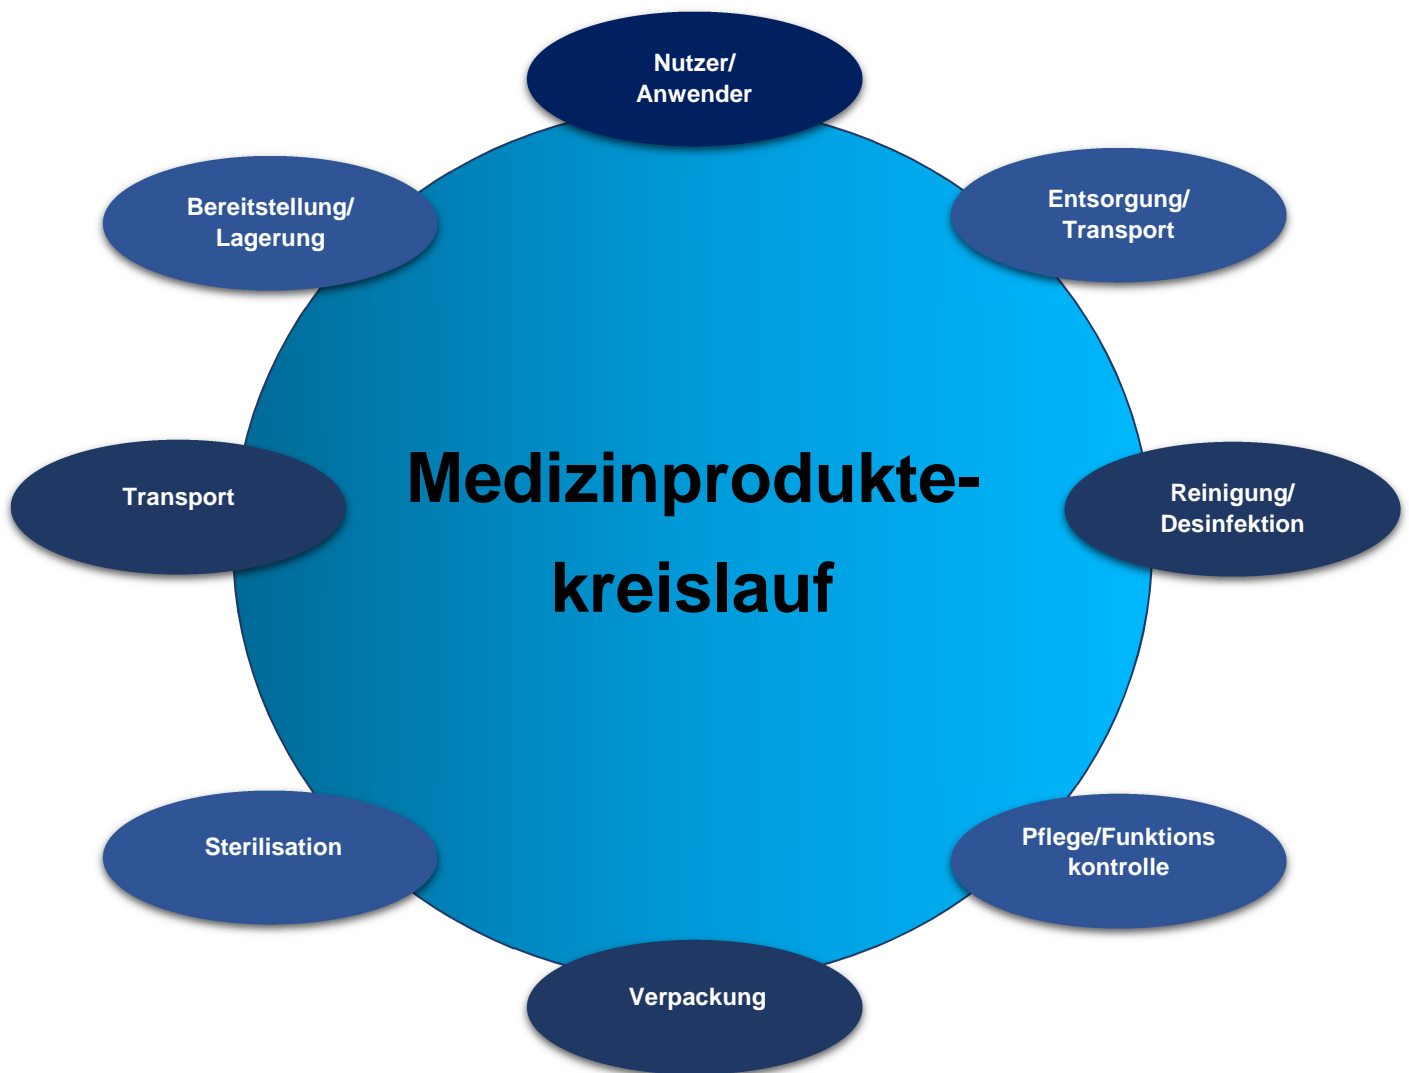 Nutzer/
Anwender
Bereitstellung/
Lagerung
Entsorgung/
Transport
Medizinprodukte-
kreislauf
Transport
Reinigung/
Desinfektion
Sterilisation
Pflege/Funktions
kontrolle
Verpackung